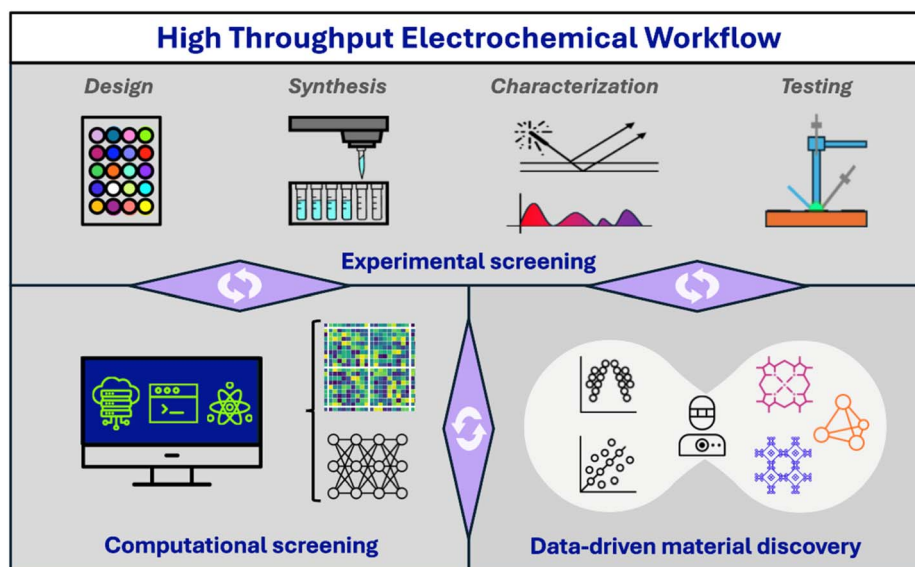 High Throughput Electrochemical Workflow
Design
Synthesis
Characterization
Testing
Experimental screening
>_
Computational screening
Data-driven material discovery